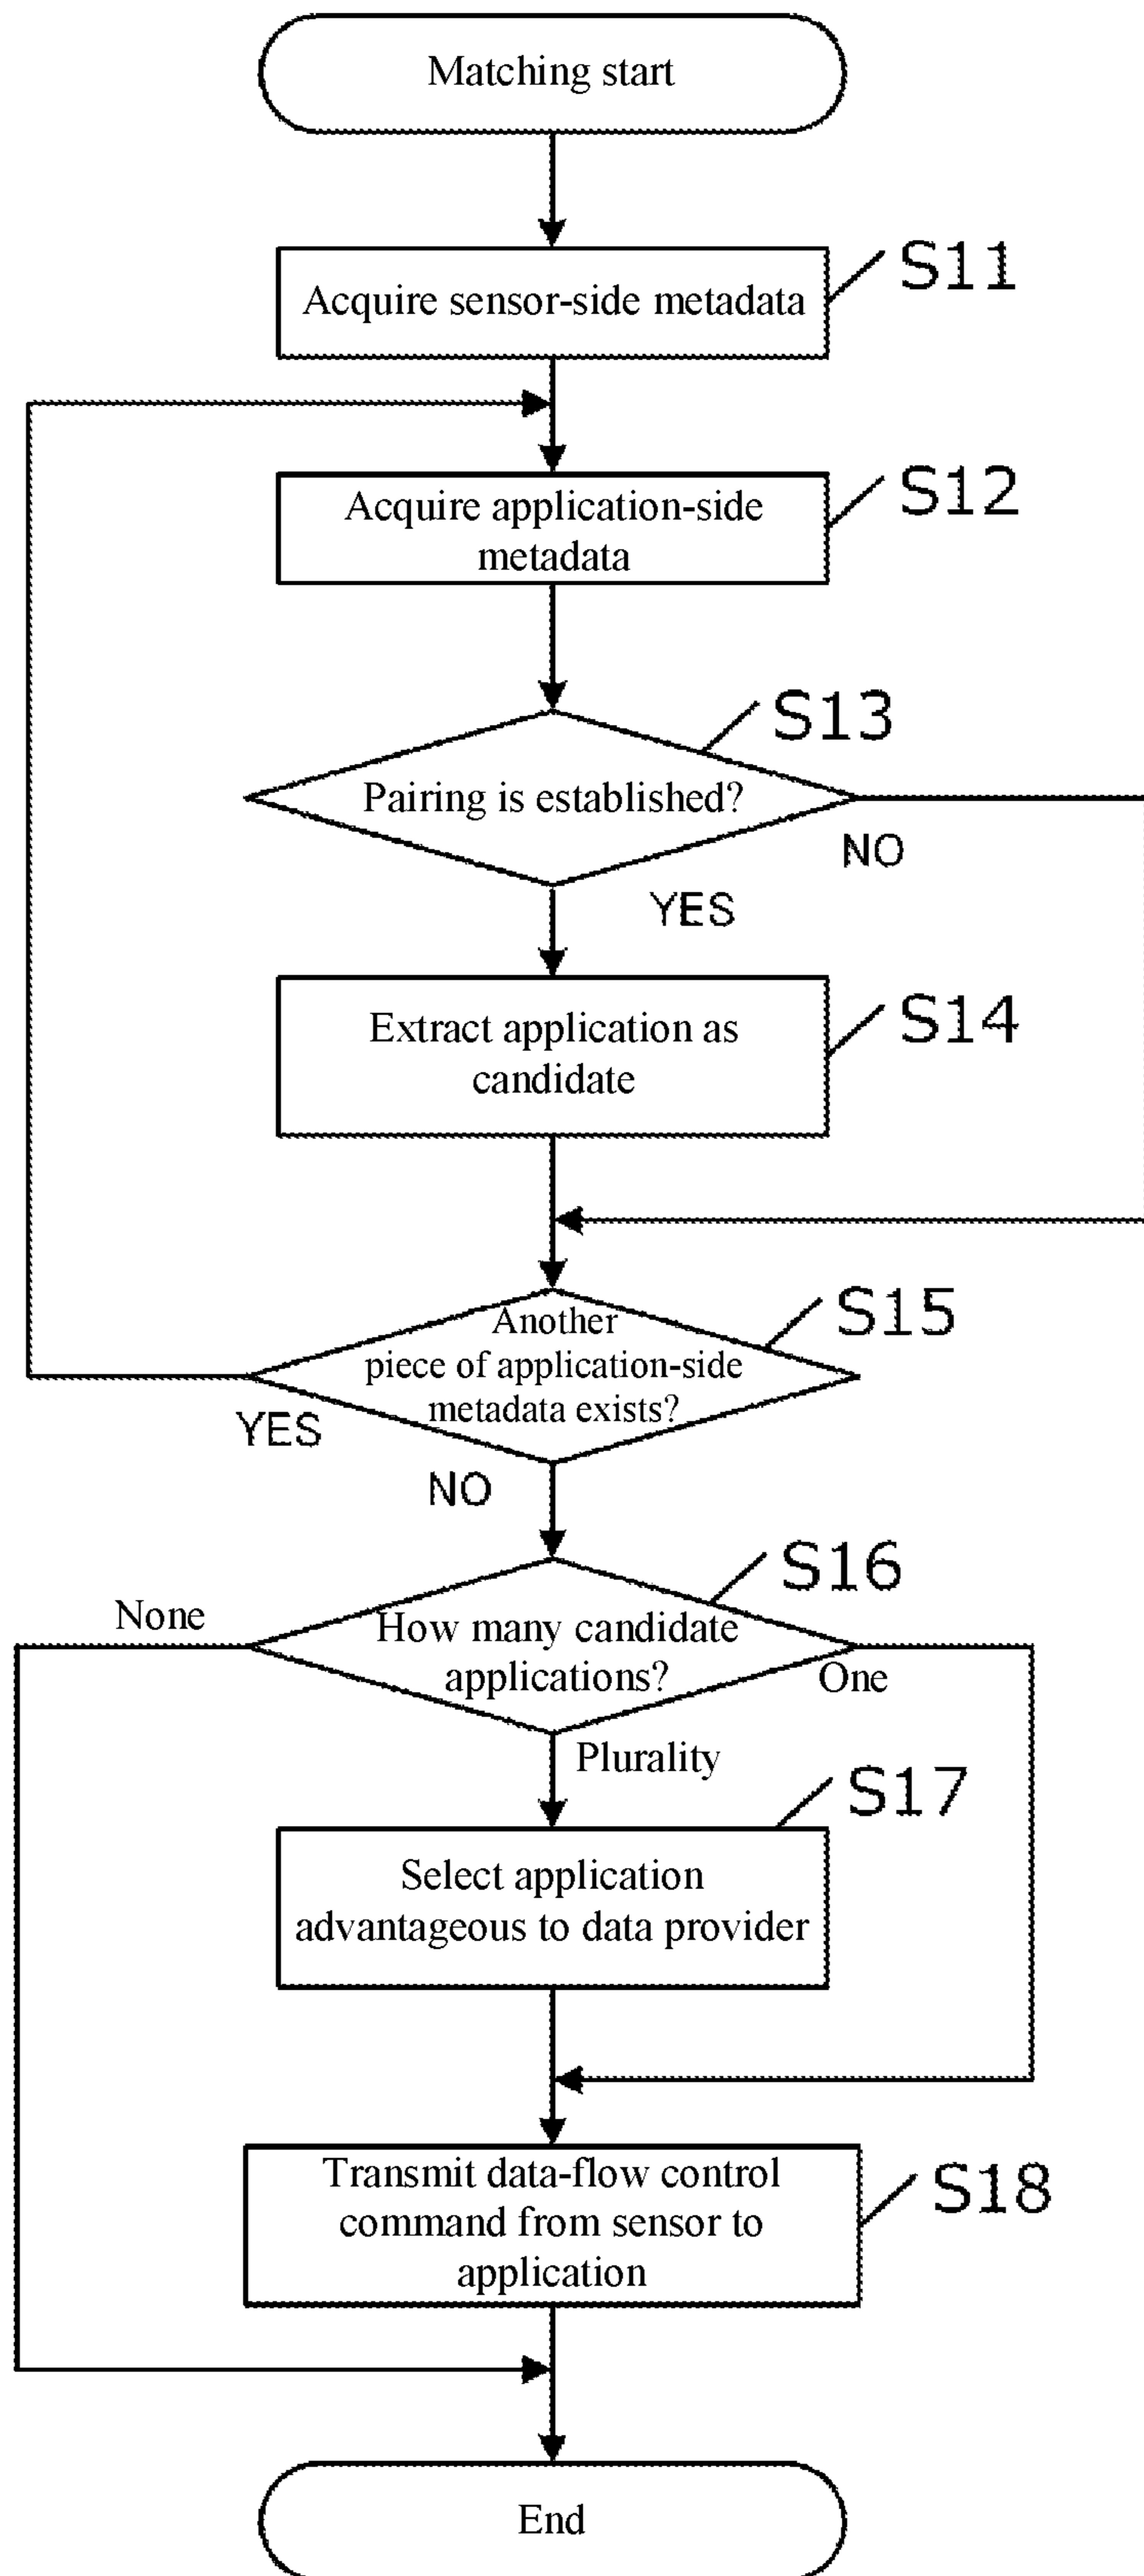 Matching start
S11
Acquire sensor-side metadata
S12
Acquire application-side
metadata
S13
Pairing is established?
NO
YES
S14
Extract application as
candidate
S15
Another
piece of application-side
metadata exists?
YES
NO
S16
None
How many candidate
applications?
One
Plurality
S17
Select application
advantageous to data provider
S18
Transmit data-flow control
command from sensor to
application
End